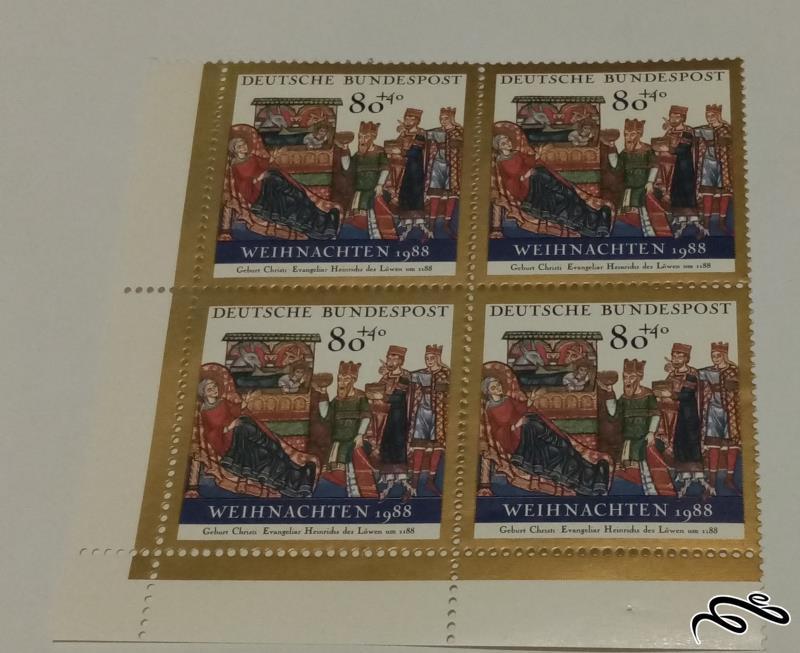 DEUTSCHE BUNDESPOST
80 +40
WEIHNACHTEN 1988
Geburt Christi Evangeliar Heinrichs des Löwen um 1188
DEUTSCHE BUNDESPOST
80 +40
WEIHNACHTEN 1988
Geburt Christi Evangeliar Heinrichs des Löwen um 1188
DEUTSCHE BUNDESPOST
80 +40
WEIHNACHTEN 1988
Geburt Christi Evangeliar Heinrichs des Löwen um 1188
DEUTSCHE BUNDESPOST
80 +40
WEIHNACHTEN 1988
Geburt Christi Evangeliar Heinrichs des Löwen um 1188